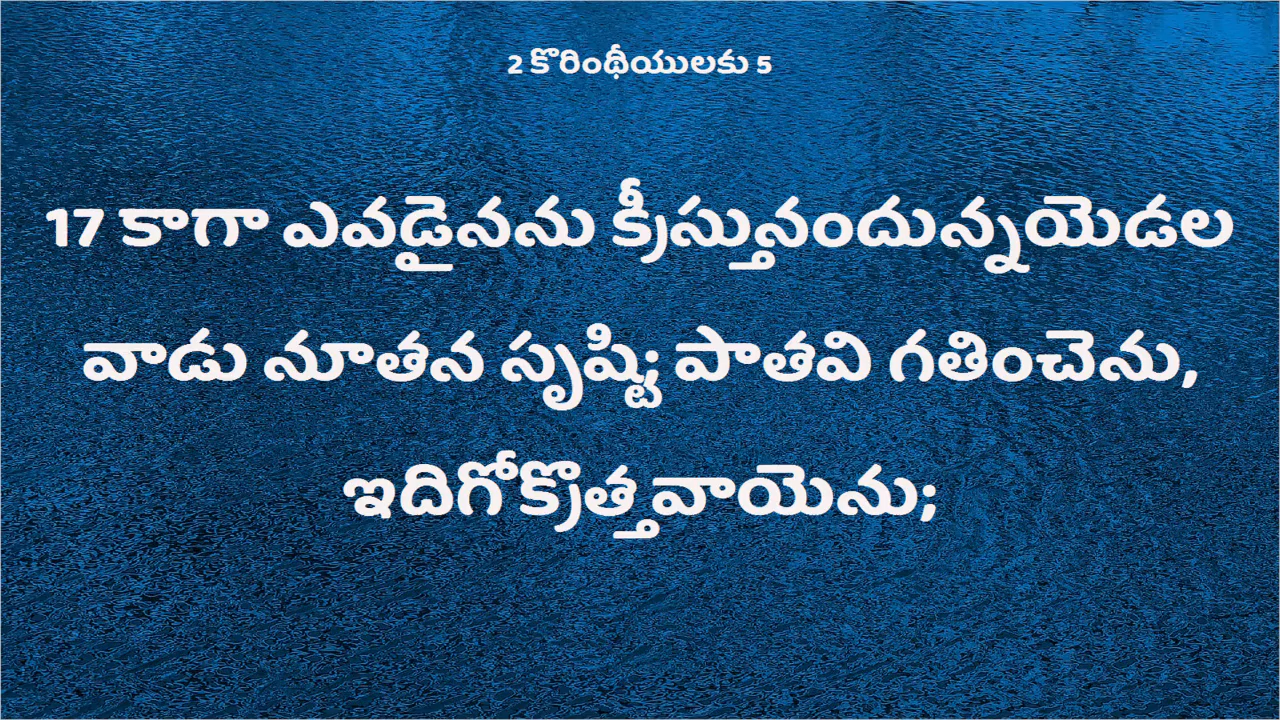 2 కొరింథీయులకు 5
17 కాగా ఎవడైనను క్రీస్తునందున్నయెడల
వాడు నూతన సృష్టి; పాతవి గతించెను,
ఇదిగోక్రొత్తవాయెను;